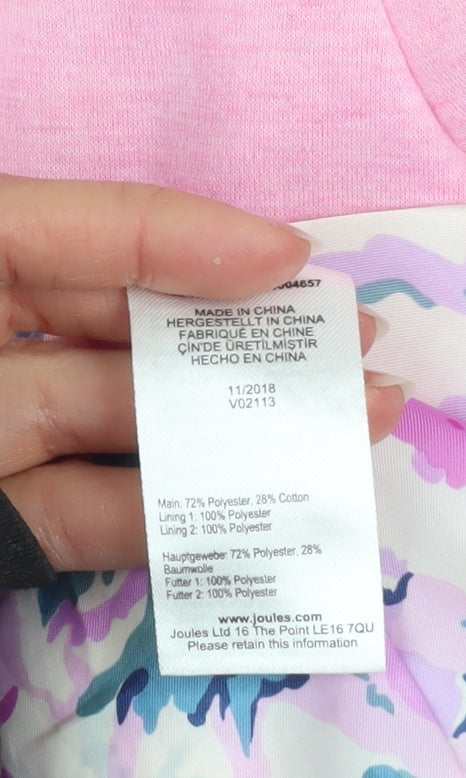 004657
MADE IN CHINA
HERGESTELLT IN CHINA
FABRIQUÉ EN CHINE
ÇİN'DE ÜRETİLMİŞTİR
HECHO EN CHINA
11/2018
V02113
Main: 72% Polyester, 28% Cotton
Lining 1: 100% Polyester
Lining 2: 100% Polyester
Hauptgewebe: 72% Polyester, 28%
Baumwolle
Futter 1: 100% Polyester
Futter 2: 100% Polyester
www.joules.com
Joules Ltd 16 The Point LE16 7QU
Please retain this information